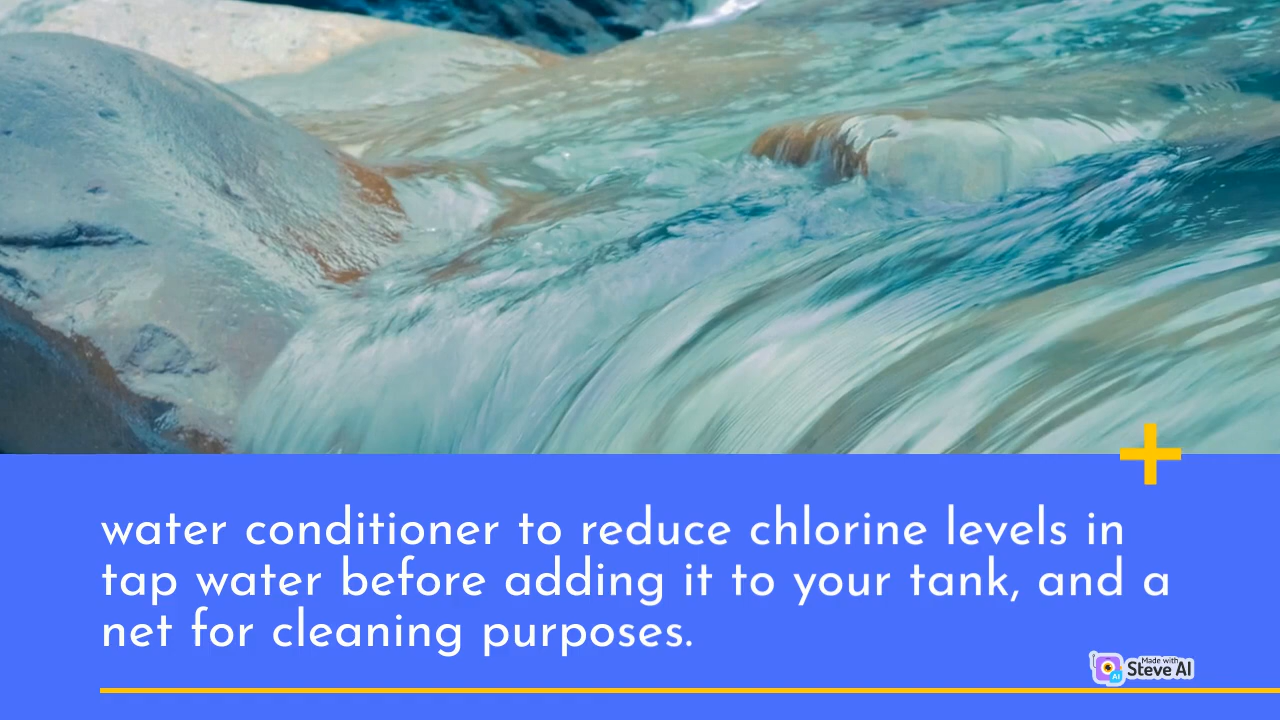 water conditioner to reduce chlorine levels in
tap water before adding it to your tank, and a
net for cleaning purposes.
Made with
Steve AI
AI